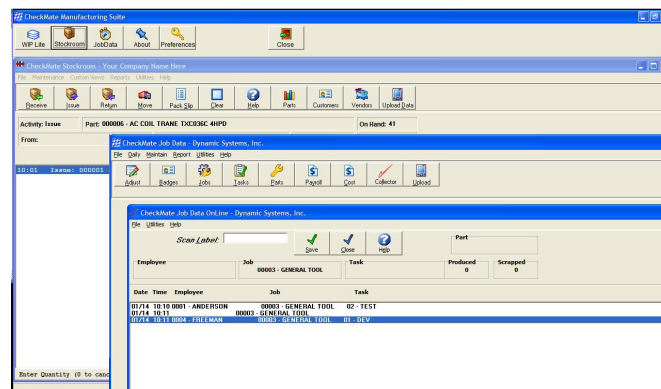 CheckMate Manufacturing Suite
WIP Lite Stockroom JobData About Preferences Close
CheckMate Stockroom - Your Company Name Here
File Maintenance Custom Views Reports Utilities Help
Receive Issue Return Move Pack Slip Clear Help Parts Customers Vendors Upload Data
Activity: Issue Part: 000006 - AC COIL TRANE TXC036C 4HPD On Hand: 41
From:
CheckMate Job Data - Dynamic Systems, Inc.
File Daily Maintain Report Utilities Help
10:01 Issue: 000001
Adjust Badges Jobs Tasks Parts Payroll Cost Collector Upload
CheckMate Job Data OnLine - Dynamic Systems, Inc.
File Utilities Help
Scan Label: Save Close Help Part
Employee Job Task Produced Scrapped
00003 - GENERAL TOOL 0 0
Date Time Employee Job Task
01/14 10:10 0001 - ANDERSON 00003 - GENERAL TOOL 02 - TEST
01/14 10:11 00003 - GENERAL TOOL
01/14 10:11 0004 - FREEMAN 00003 - GENERAL TOOL 01 - DEV
Enter Quantity (0 to canc